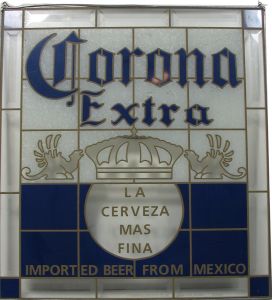 Corona
Extra
LA
CERVEZA
MAS
FINA
IMPORTED BEER FROM MEXICO